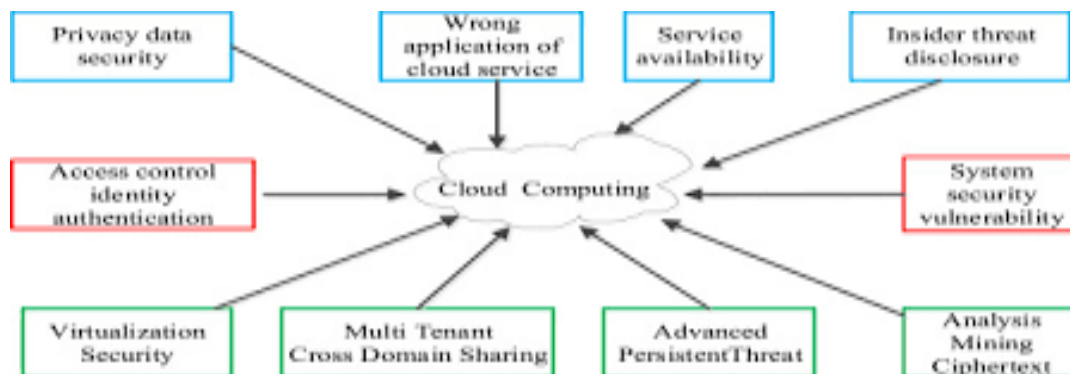 Privacy data
security
Wrong
application of
cloud service
Service
availability
Insider threat
disclosure
Access control
identity
authentication
Cloud Computing
System
security
vulnerability
Virtualization
Security
Multi Tenant
Cross Domain Sharing
Advanced
PersistentThreat
Analysis
Mining
Ciphertext